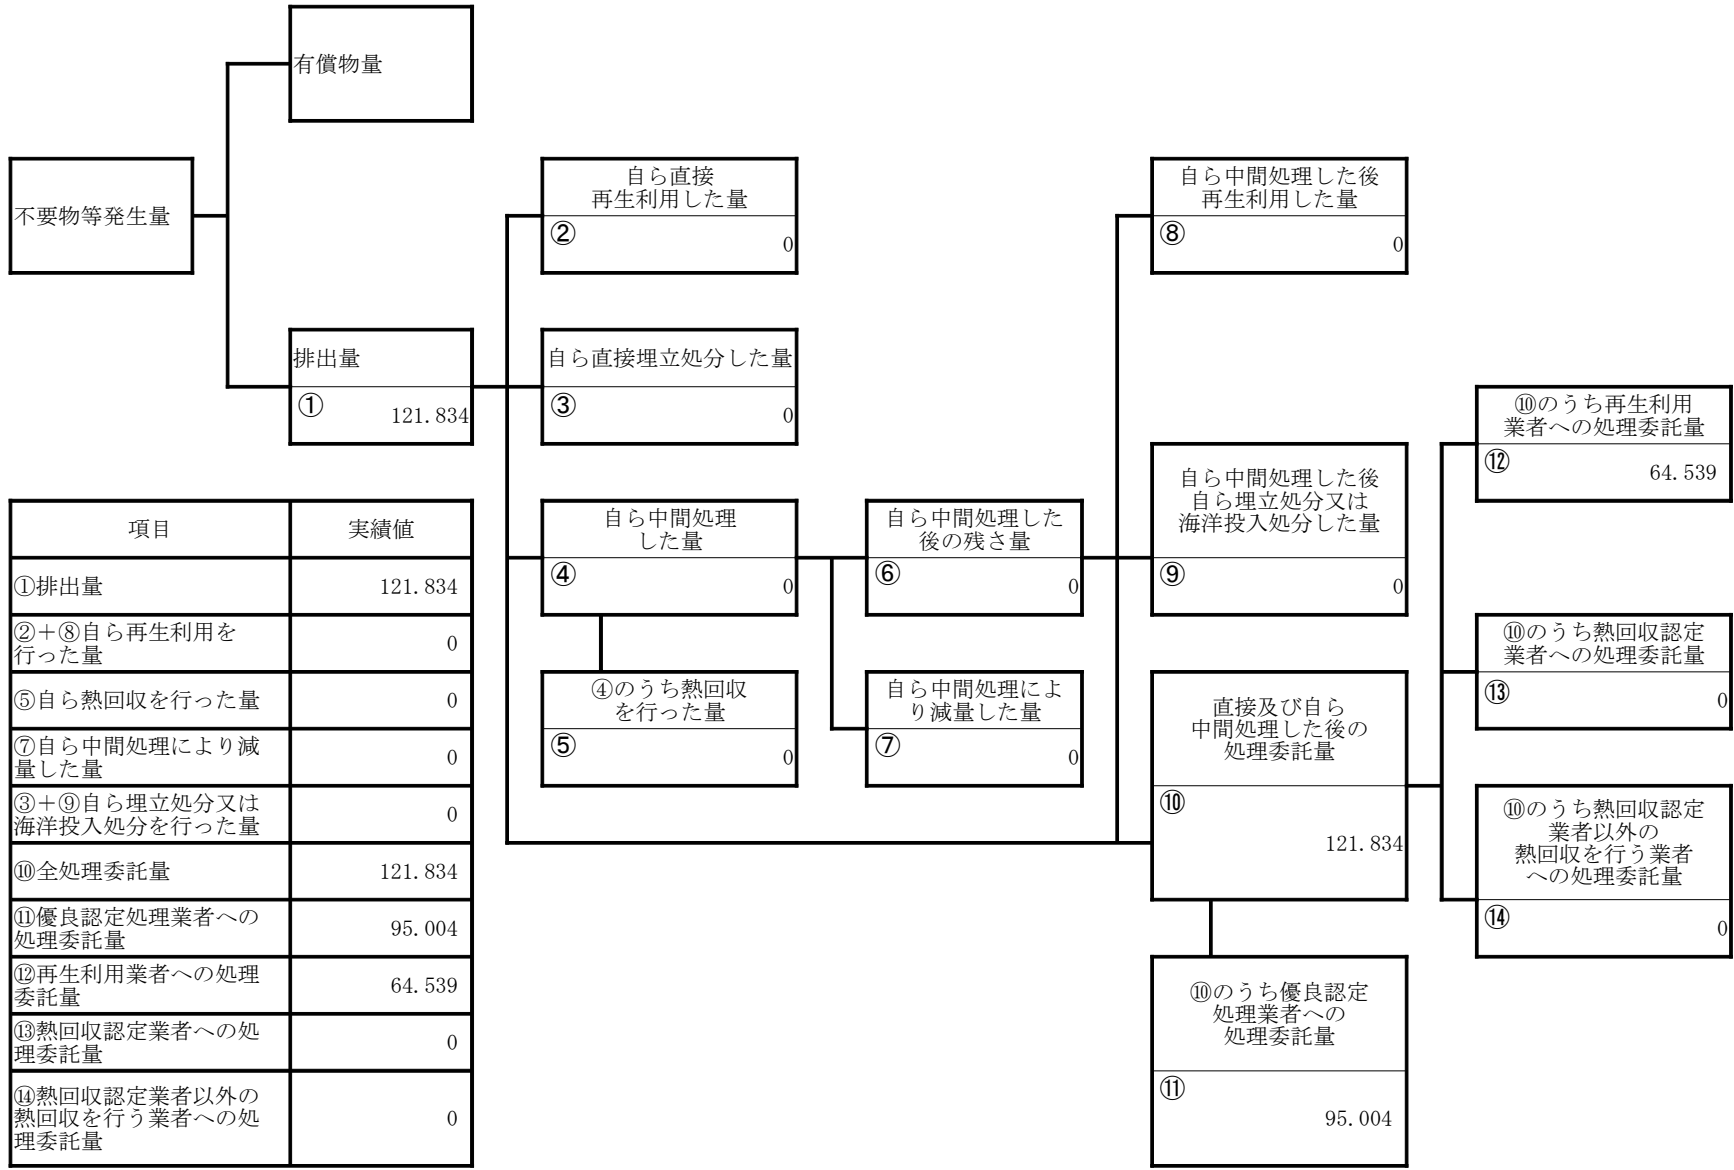 有償物量
不要物等発生量
自ら直接
再生利用した量
②
0
自ら中間処理した後
再生利用した量
⑧
0
排出量
①
121.834
自ら直接埋立処分した量
③
0
⑩のうち再生利用
業者への処理委託量
⑫
64.539
自ら中間処理
した量
④
0
自ら中間処理した
後の残さ量
⑥
0
自ら中間処理した後
自ら埋立処分又は
海洋投入処分した量
⑨
0
⑩のうち熱回収認定
業者への処理委託量
⑬
0
④のうち熱回収
を行った量
⑤
0
自ら中間処理によ
り減量した量
⑦
0
直接及び自ら
中間処理した後の
処理委託量
⑩
121.834
⑩のうち熱回収認定
業者以外の
熱回収を行う業者
への処理委託量
⑭
0
⑩のうち優良認定
処理業者への
処理委託量
⑪
95.004
項目 実績値
①排出量 121.834
②+⑧自ら再生利用を
行った量 0
⑤自ら熱回収を行った量 0
⑦自ら中間処理により減
量した量 0
③+⑨自ら埋立処分又は
海洋投入処分を行った量 0
⑩全処理委託量 121.834
⑪優良認定処理業者への
処理委託量 95.004
⑫再生利用業者への処理
委託量 64.539
⑬熱回収認定業者への処
理委託量 0
⑭熱回収認定業者以外の
熱回収を行う業者への処
理委託量 0